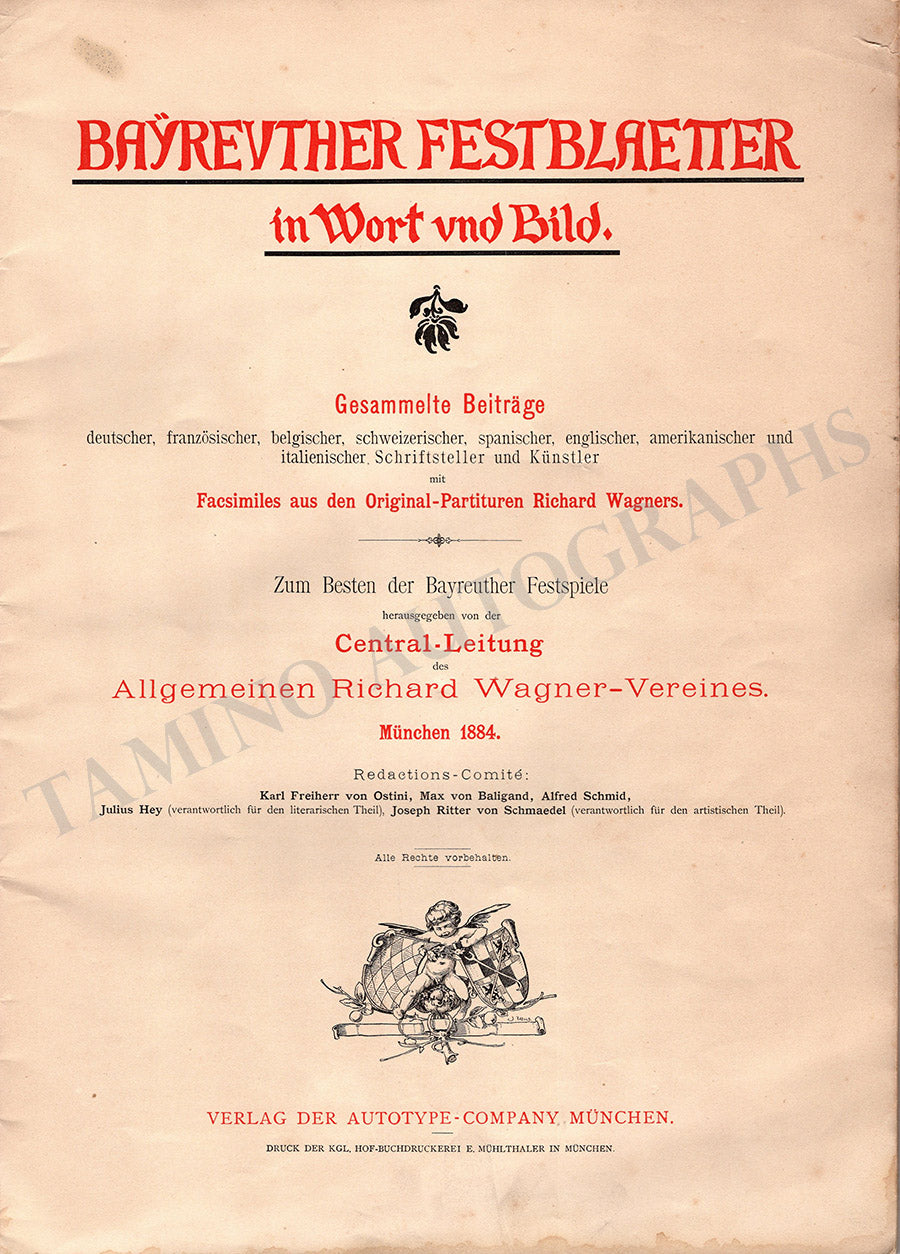 BAŸREVTHER FESTBLAETTER
in Wort vnd Bild.
Gesammelte Beiträge
deutscher, französischer, belgischer, schweizerischer, spanischer, englischer, amerikanischer und
italienischer Schriftsteller und Künstler
mit
Facsimiles aus den Original-Partituren Richard Wagners.
Zum Besten der Bayreuther Festspiele
herausgegeben von der
Central-Leitung
des
Allgemeinen Richard Wagner-Vereines.
München 1884.
Redactions-Comité:
Karl Freiherr von Ostini, Max von Baligand, Alfred Schmid,
Julius Hey (verantwortlich für den literarischen Theil), Joseph Ritter von Schmaedel (verantwortlich für den artistischen Theil).
Alle Rechte vorbehalten.
VERLAG DER AUTOTYPE-COMPANY MÜNCHEN.
DRUCK DER KGL. HOF-BUCHDRUCKEREI E. MÜHLTHALER IN MÜNCHEN.
TAMINO AUTOGRAPHS